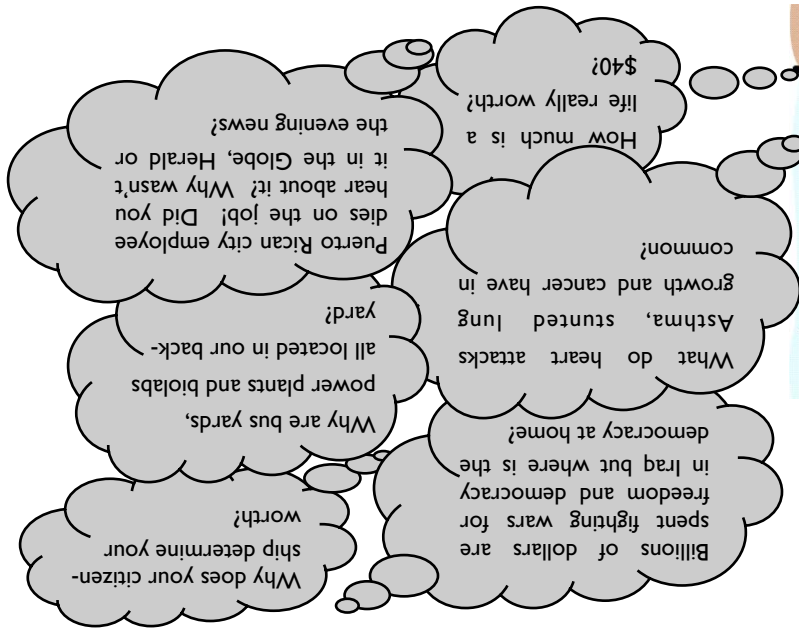 Billions of dollars are
spent fighting wars for
freedom and democracy
in Iraq but where is the
democracy at home?
Why does your citizen-
ship determine your
worth?
What do heart attacks
Asthma, stunted lung
growth and cancer have in
common?
Why are bus yards,
power plants and biolabs
all located in our back-
yard?
How much is a
life really worth?
$40?
Puerto Rican city employee
dies on the job! Did you
hear about it? Why wasn't
it in the Globe, Herald or
the evening news?